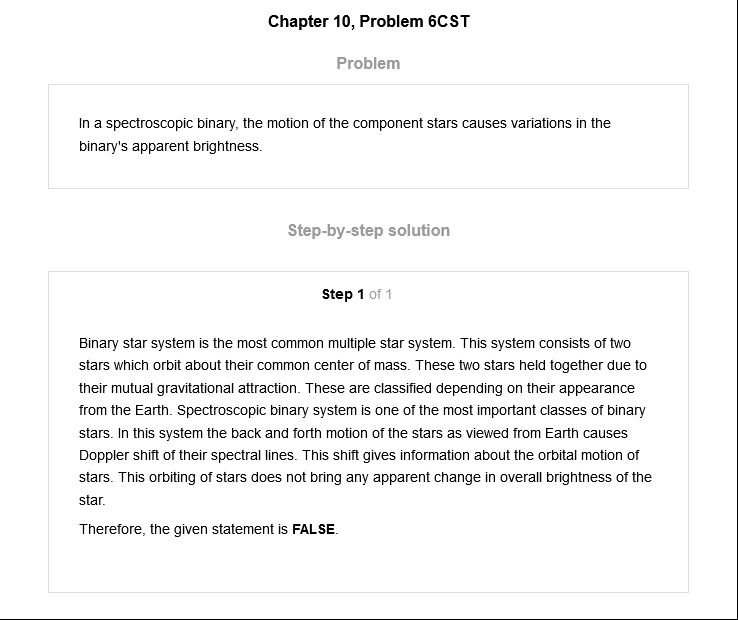 Chapter 10, Problem 6CST
Problem
In a spectroscopic binary, the motion of the component stars causes variations in the
binary's apparent brightness.
Step-by-step solution
Step 1 of 1
Binary star system is the most common multiple star system. This system consists of two
stars which orbit about their common center of mass. These two stars held together due to
their mutual gravitational attraction. These are classified depending on their appearance
from the Earth. Spectroscopic binary system is one of the most important classes of binary
stars. In this system the back and forth motion of the stars as viewed from Earth causes
Doppler shift of their spectral lines. This shift gives information about the orbital motion of
stars. This orbiting of stars does not bring any apparent change in overall brightness of the
star.
Therefore, the given statement is FALSE.